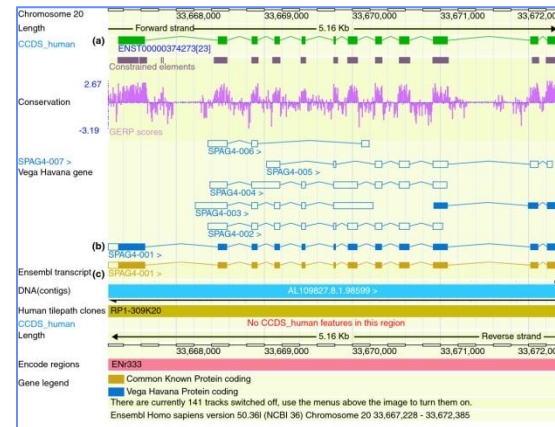 Chromosome 20
33,668,000 33,669,000 33,670,000 33,671,000 33,672,000
Length
Forward strand 5.16 Kb
CCDS_human
(a)
ENST00000374273[23]
Constrained elements
2.67
Conservation
-3.19
GERP scores
SPAG4-006 >
SPAG4-007 >
SPAG4-005 >
Vega Havana gene
SPAG4-004 >
SPAG4-003 >
SPAG4-002 >
(b)
SPAG4-001 >
Ensembl transcript (c)
SPAG4-001 >
DNA(contigs)
AL109827.8.1.98599 >
Human tilepath clones
RP1-309K20
CCDS_human
No CCDS_human features in this region
Length
5.16 Kb Reverse strand
33,668,000 33,669,000 33,670,000 33,671,000 33,672,00
Encode regions
ENr333
Gene legend
Common Known Protein coding
Vega Havana Protein coding
There are currently 141 tracks switched off, use the menus above the image to turn them on.
Ensembl Homo sapiens version 50.36l (NCBI 36) Chromosome 20 33,667,228 - 33,672,385